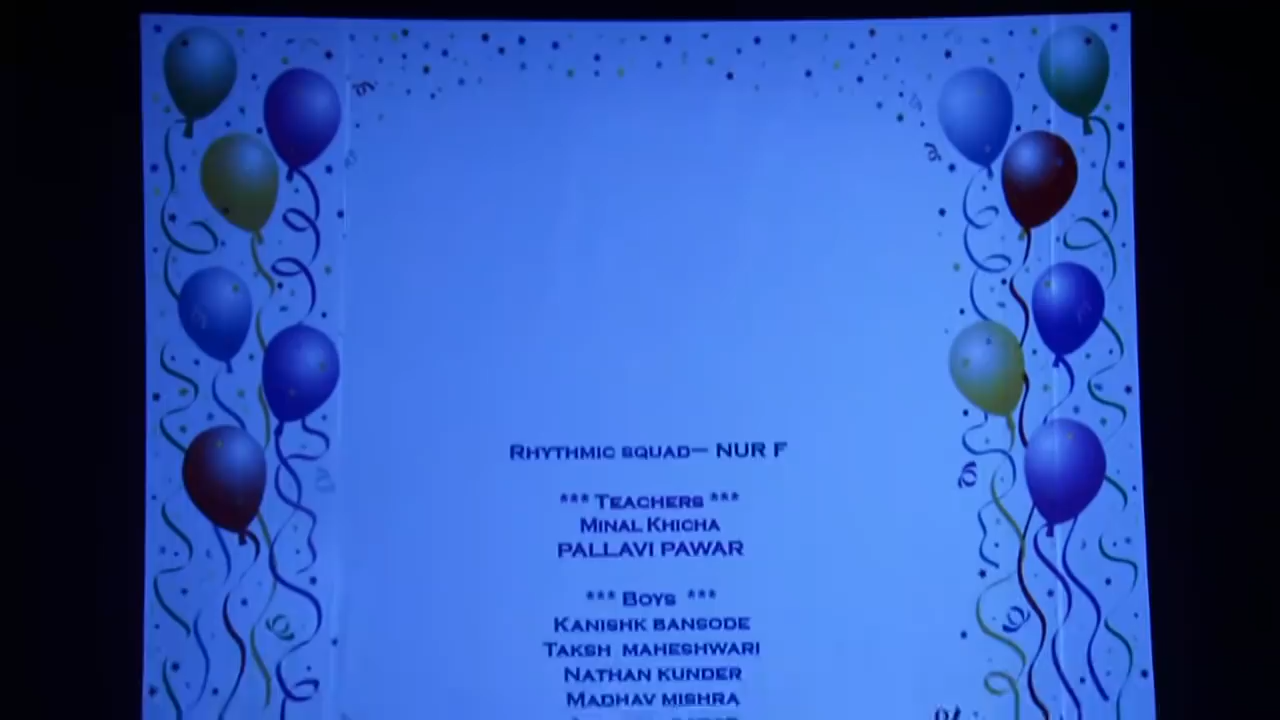 Rhythmic squad— NUR F
*** Teachers ***
Minal Khicha
PALLAVI PAWAR
*** Boys ***
Kanishk bansode
Taksh maheshwari
Nathan kunder
Madhav mishra